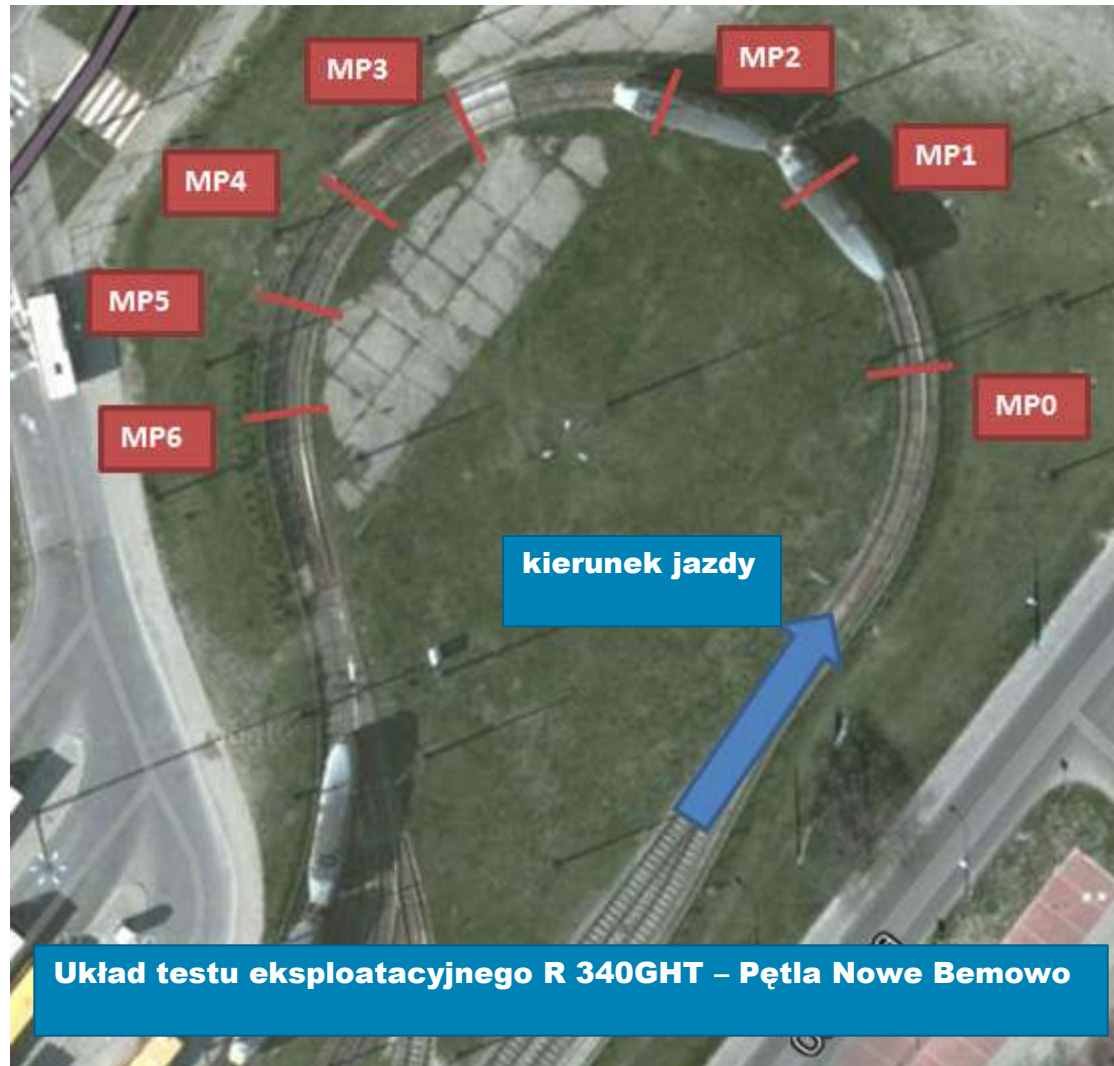 MP3
MP2
MP1
MP4
MP5
MP0
MP6
kierunek jazdy
Układ testu eksploatacyjnego R 340GHT – Pętla Nowe Bemowo